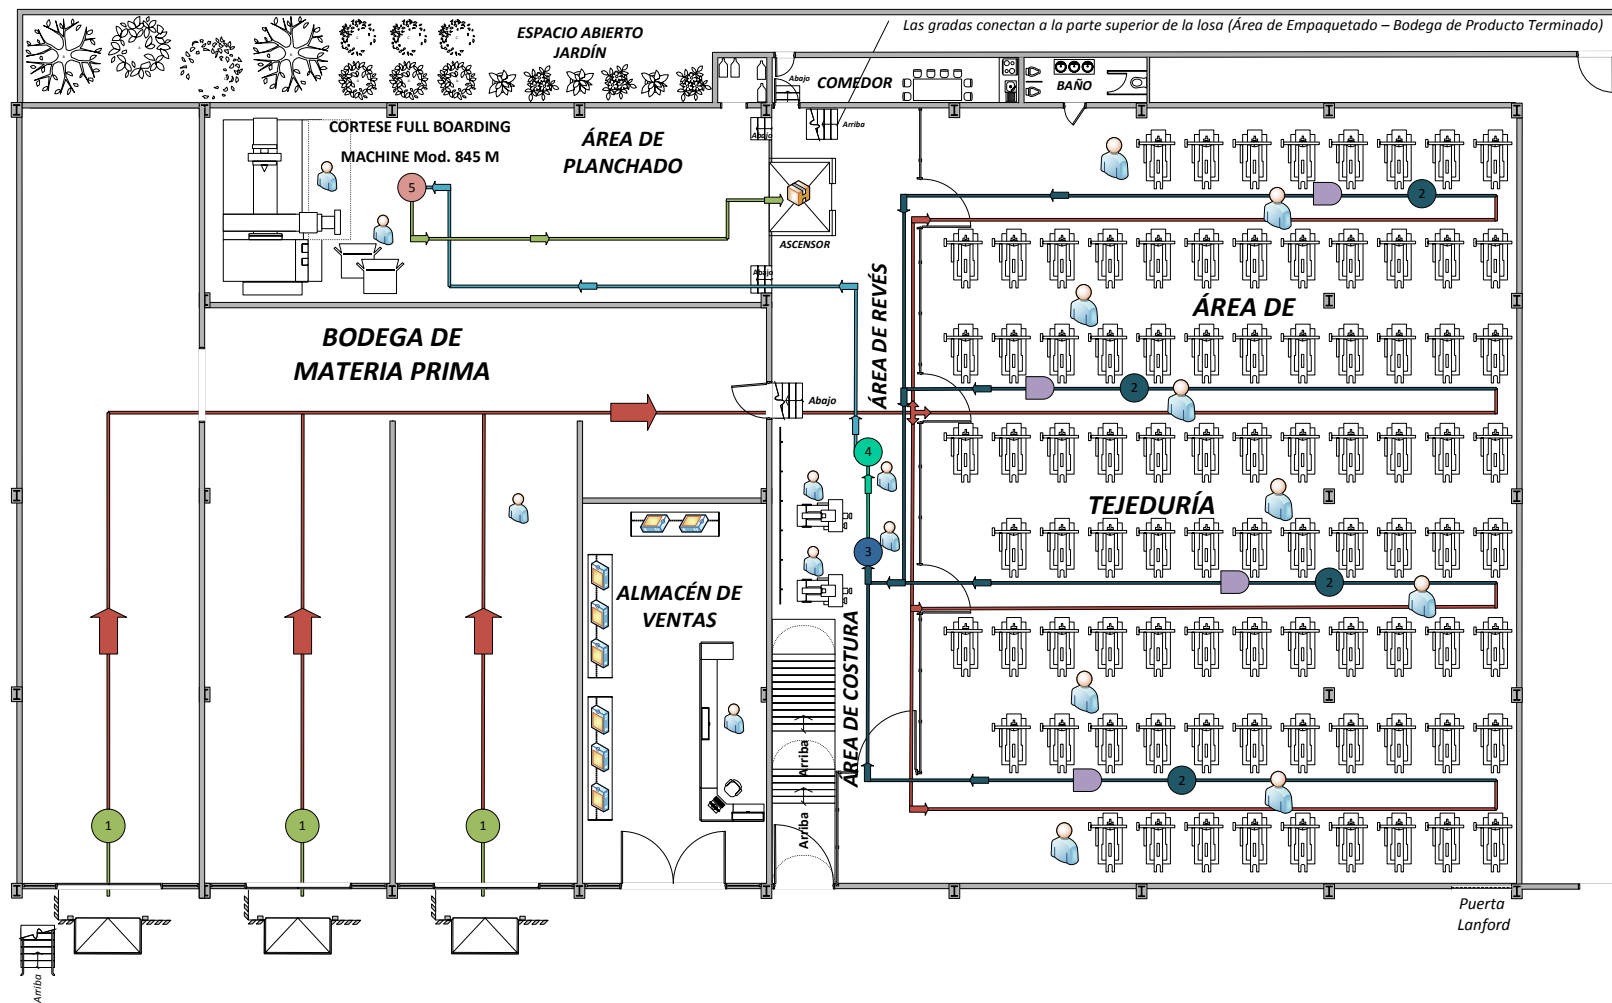 Las gradas conectan a la parte superior de la losa (Área de Empaquetado – Bodega de Producto Terminado)
ESPACIO ABIERTO
JARDÍN
COMEDOR
Abajo
BAÑO
CORTESE FULL BOARDING
MACHINE Mod. 845 M
ÁREA DE
PLANCHADO
Abajo
Arriba
5
2
ASCENSOR
Abajo
ÁREA DE REVÉS
ÁREA DE
BODEGA DE
MATERIA PRIMA
Abajo
2
4
TEJEDURÍA
3
2
ALMACÉN DE
VENTAS
ÁREA DE COSTURA
Arriba
2
Arriba
1
1
1
Puerta
Lanford
Arriba